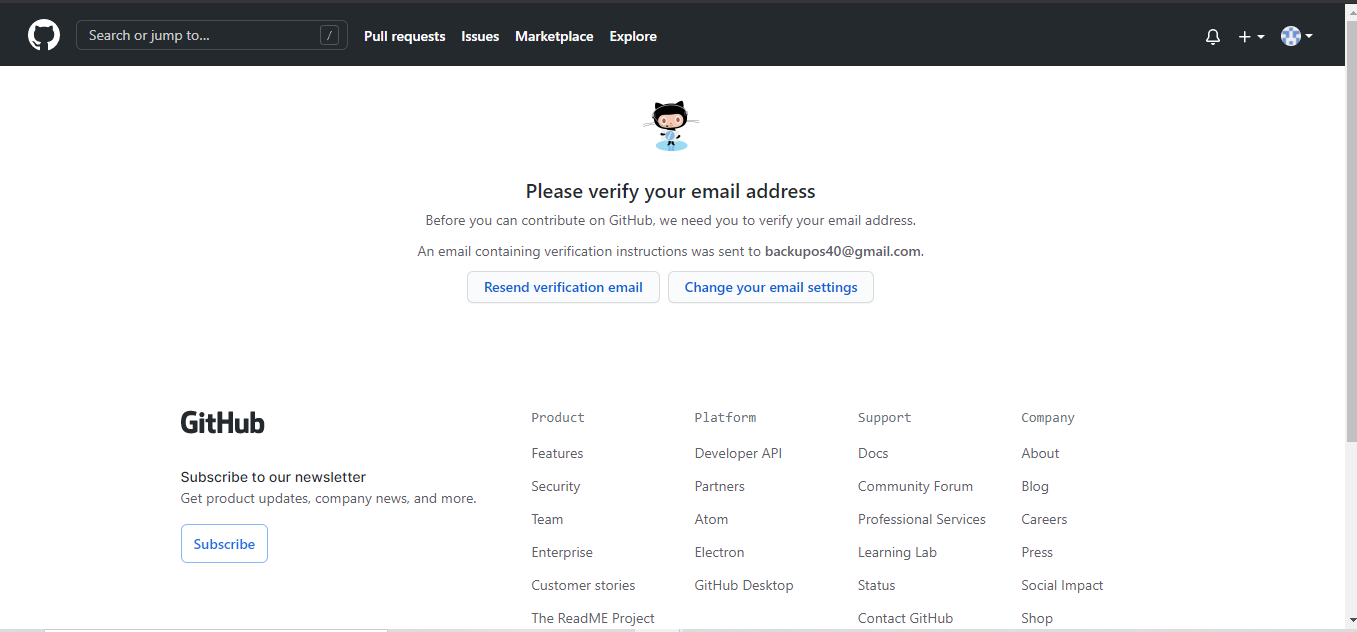 Search or jump to...
/
Pull requests
Issues
Marketplace
Explore
Please verify your email address
Before you can contribute on GitHub, we need you to verify your email address.
An email containing verification instructions was sent to backupos40@gmail.com.
Resend verification email
Change your email settings
GitHub
Subscribe to our newsletter
Get product updates, company news, and more.
Subscribe
Product
Features
Security
Team
Enterprise
Customer stories
The ReadME Project
Platform
Developer API
Partners
Atom
Electron
GitHub Desktop
Support
Docs
Community Forum
Professional Services
Learning Lab
Status
Contact GitHub
Company
About
Blog
Careers
Press
Social Impact
Shop